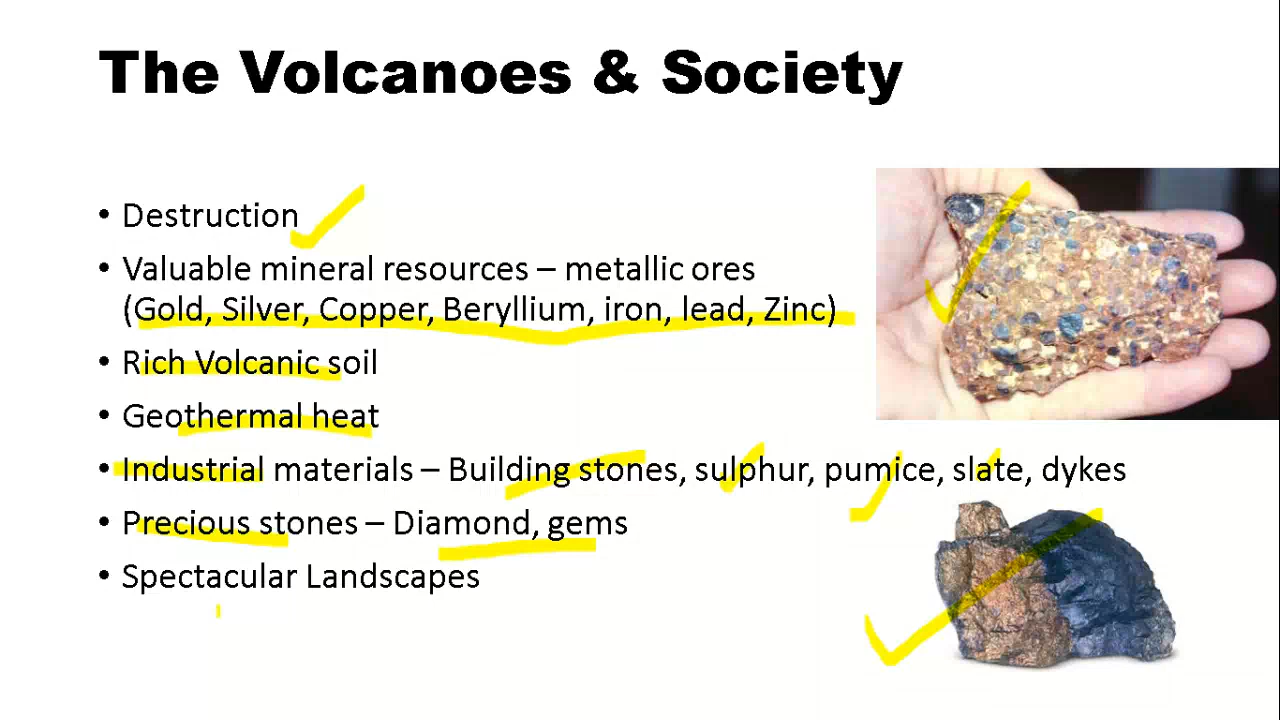 The Volcanoes & Society
• Destruction
• Valuable mineral resources – metallic ores
(Gold, Silver, Copper, Beryllium, iron, lead, Zinc)
• Rich Volcanic soil
• Geothermal heat
• Industrial materials – Building stones, sulphur, pumice, slate, dykes
• Precious stones – Diamond, gems
• Spectacular Landscapes